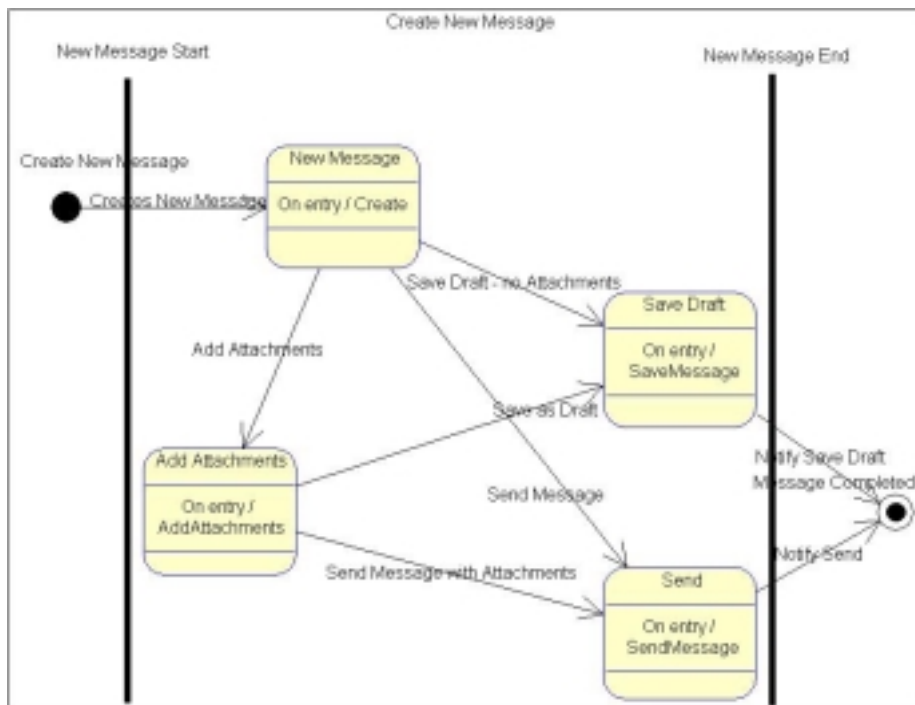 Create New Message
New Message Start
New Message End
Create New Message
New Message
Creates New Message
On entry / Create
Save Draft - no Attachments
Save Draft
On entry /
SaveMessage
Add Attachments
Save as Draft
Add Attachments
On entry /
AddAttachments
Notify Save Draft
Message Completed
Send Message
Send Message with Attachments
Notify Send
Send
On entry /
SendMessage